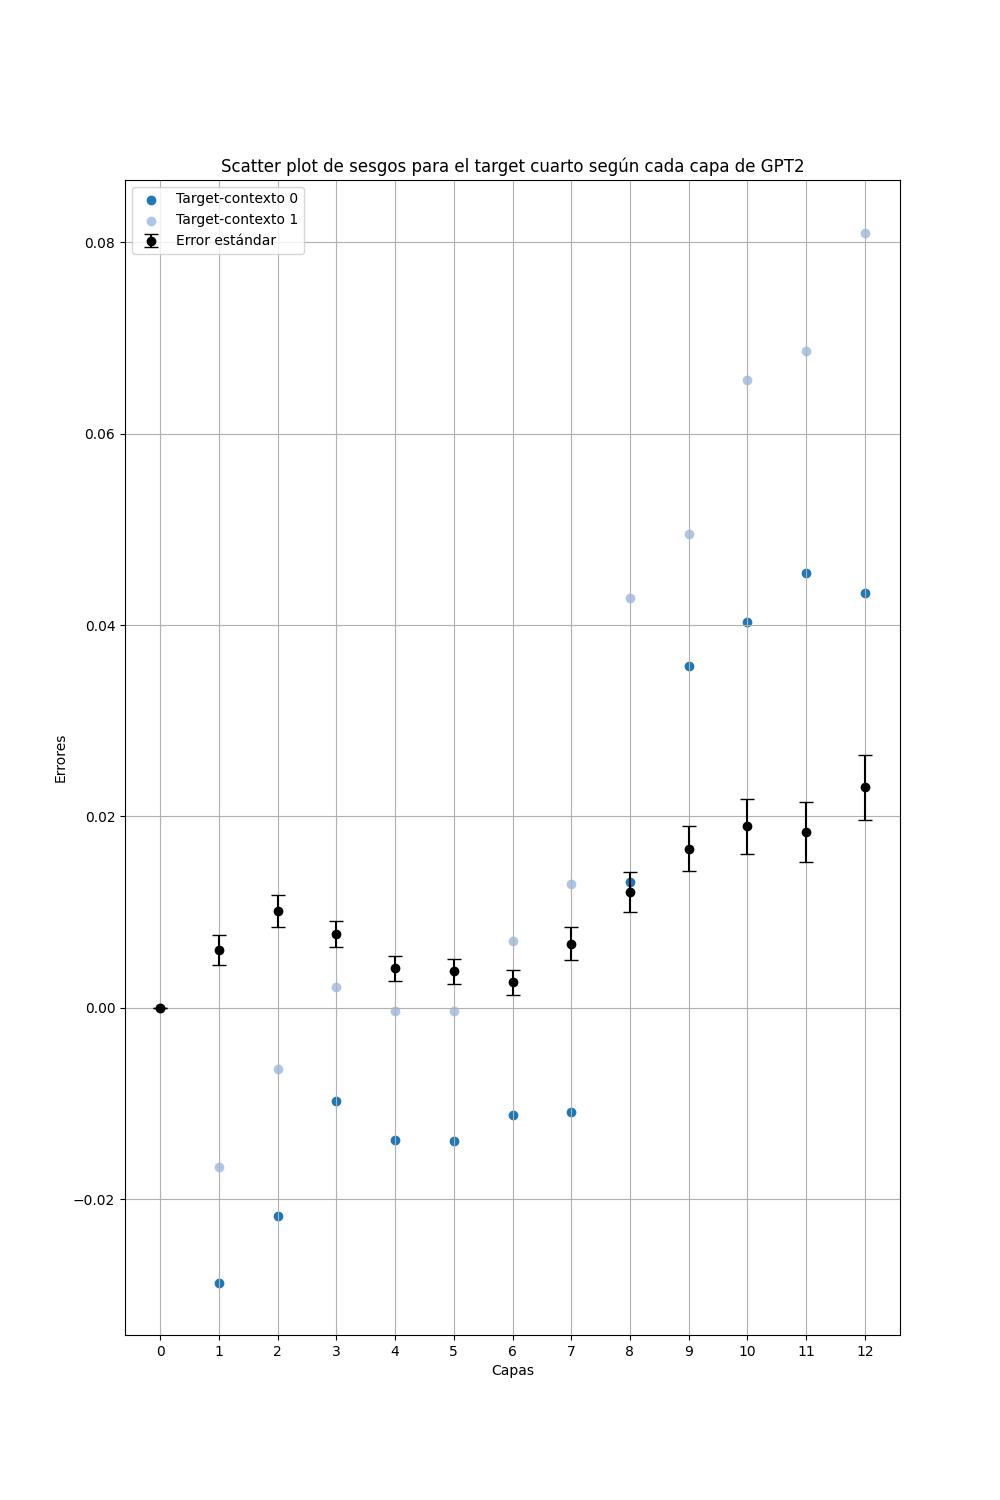 Scatter plot de sesgos para el target cuarto según cada capa de GPT2
Target-contexto 0
Target-contexto 1
Error estándar
0.08
0.06
0.04
0.02
0.00
−0.02
Errores
0 1 2 3 4 5 6 7 8 9 10 11 12
Capas